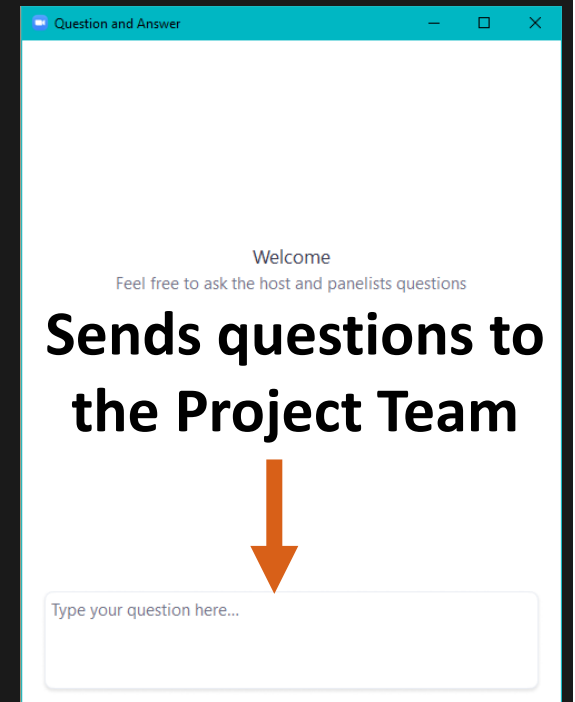 Question and Answer
Welcome
Feel free to ask the host and panelists questions
Sends questions to
the Project Team
Type your question here...